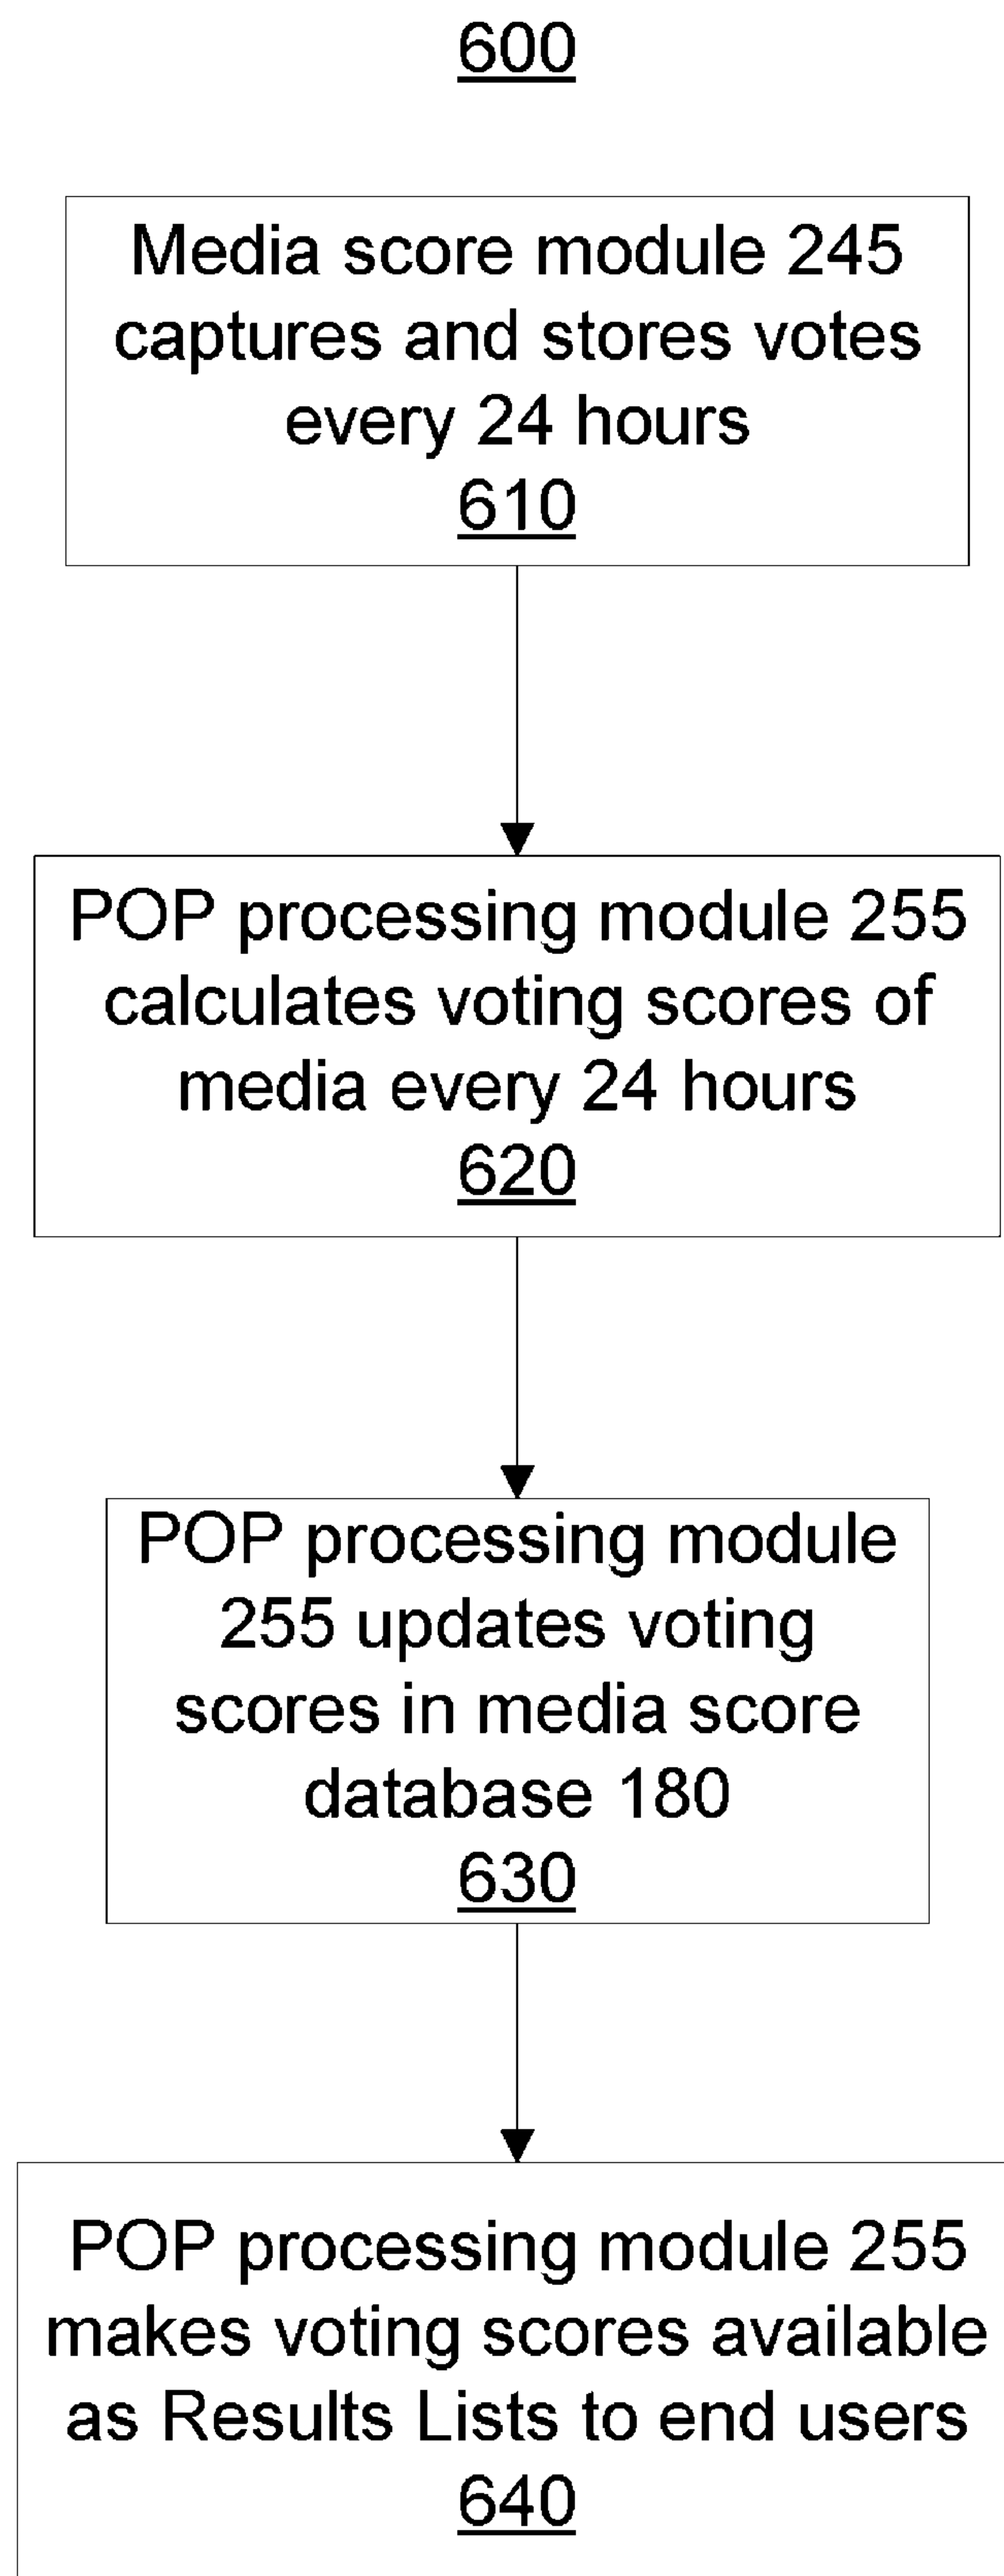 600
Media score module 245
captures and stores votes
every 24 hours
610
POP processing module 255
calculates voting scores of
media every 24 hours
620
POP processing module
255 updates voting
scores in media score
database 180
630
POP processing module 255
makes voting scores available
as Results Lists to end users
640